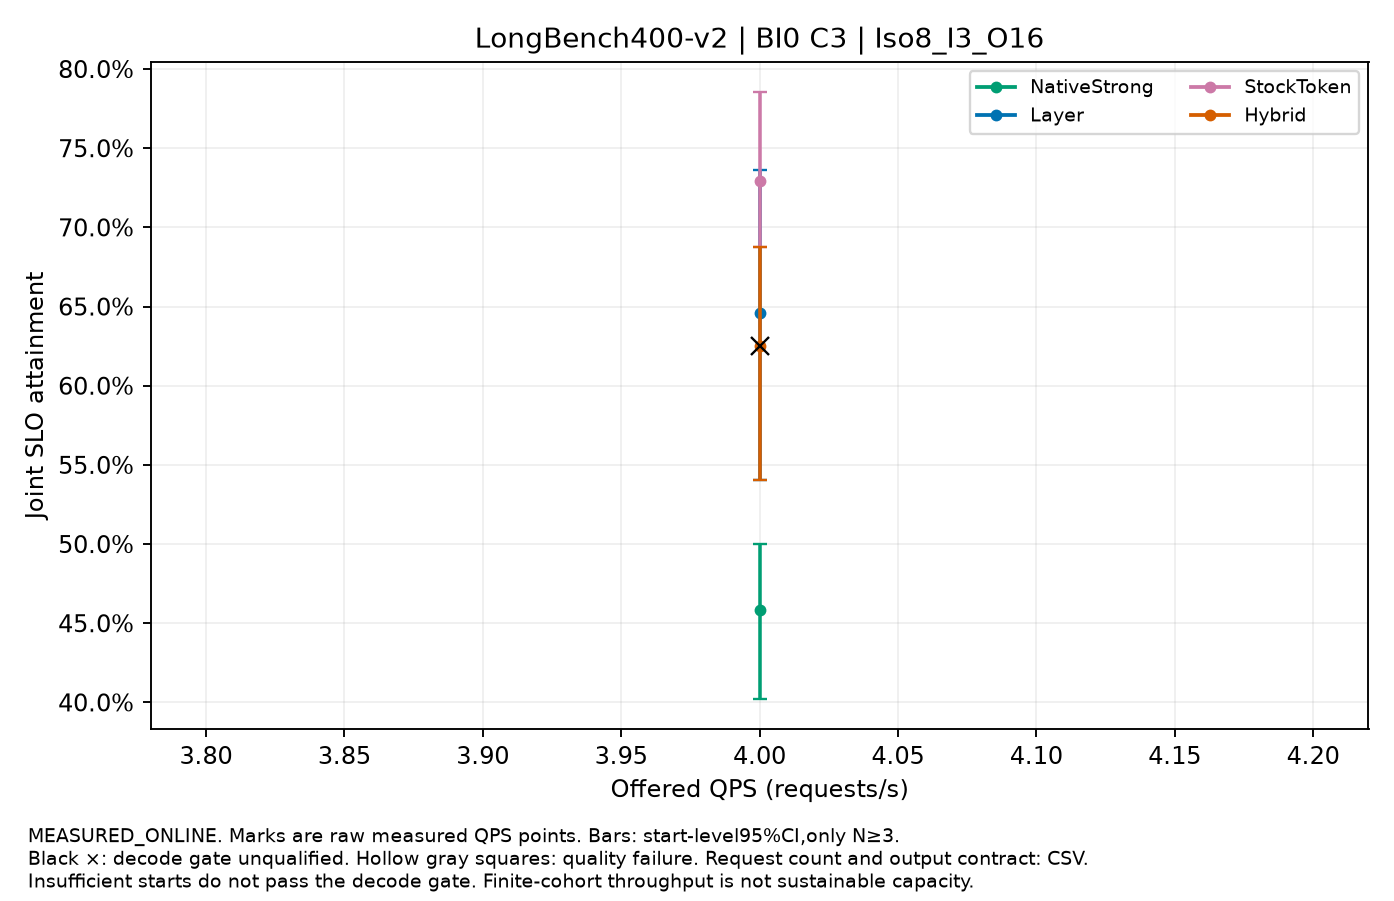 LongBench400-v2 | BI0 C3 | Iso8_I3_O16
NativeStrong
Layer
StockToken
Hybrid
Joint SLO attainment
80.0%
75.0%
70.0%
65.0%
60.0%
55.0%
50.0%
45.0%
40.0%
3.80 3.85 3.90 3.95 4.00 4.05 4.10 4.15 4.20
Offered QPS (requests/s)
MEASURED_ONLINE. Marks are raw measured QPS points. Bars: start-level95%CI,only N≥3.
Black ×: decode gate unqualified. Hollow gray squares: quality failure. Request count and output contract: CSV.
Insufficient starts do not pass the decode gate. Finite-cohort throughput is not sustainable capacity.